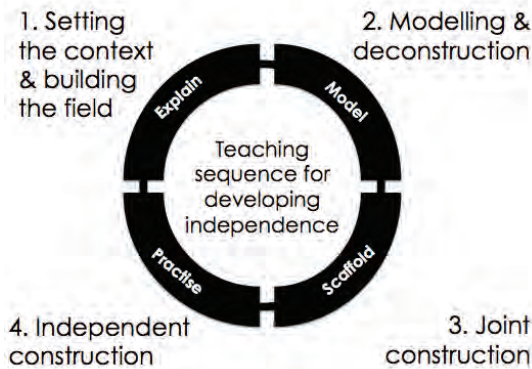 1. Setting
the context
& building
the field
2. Modelling &
deconstruction
Explain
Model
Teaching
sequence for
developing
independence
Practise
Scaffold
4. Independent
construction
3. Joint
construction